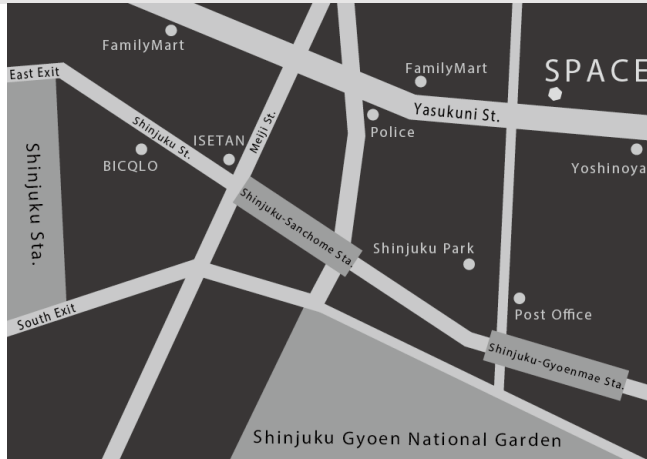 FamilyMart
East Exit
FamilyMart
SPACE
Yasukuni St.
Meiji St.
Shinjuku St.
ISETAN
Police
BICQLO
Yoshinoya
Shinjuku Sta.
Shinjuku-Sanchome Sta.
Shinjuku Park
South Exit
Post Office
Shinjuku-Gyoenmae Sta.
Shinjuku Gyoen National Garden